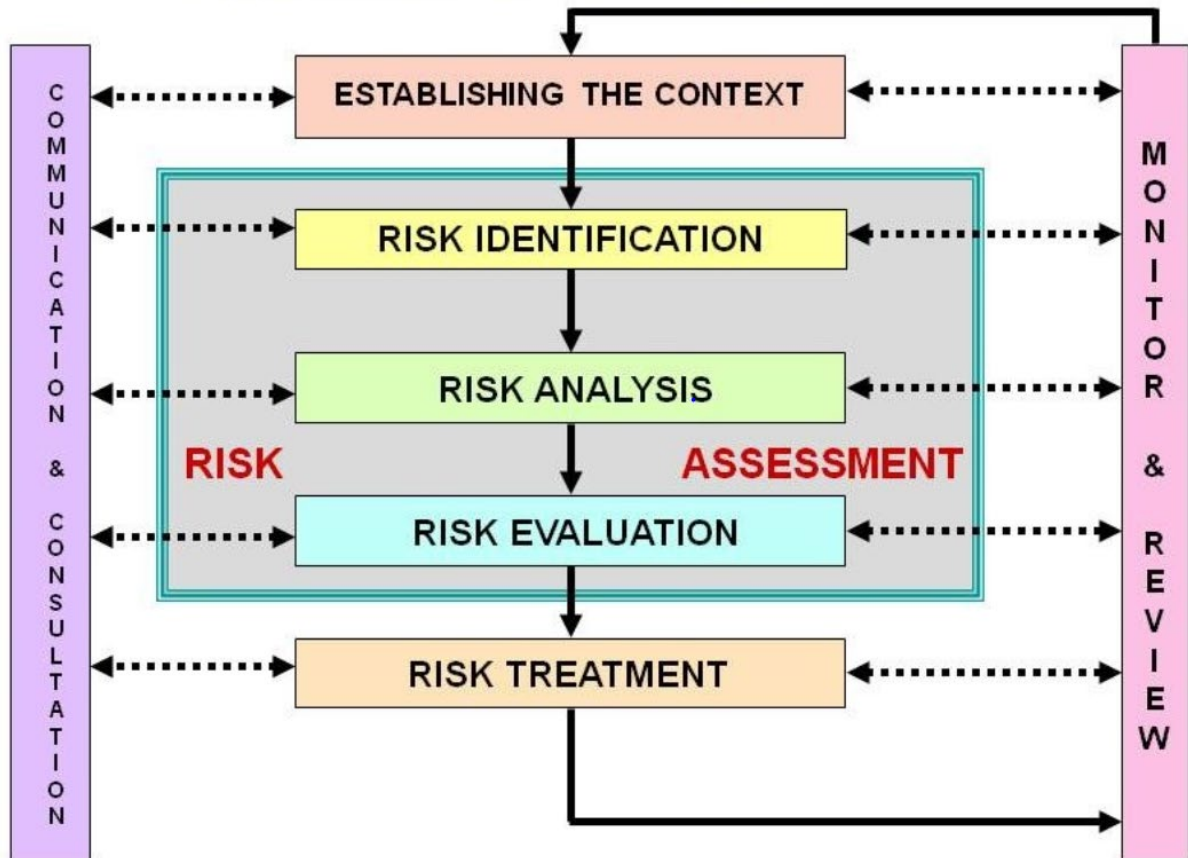 COMMUNICATION & CONSULTATION
ESTABLISHING THE CONTEXT
RISK IDENTIFICATION
RISK ANALYSIS
RISK ASSESSMENT
RISK EVALUATION
RISK TREATMENT
MONITOR & REVIEW